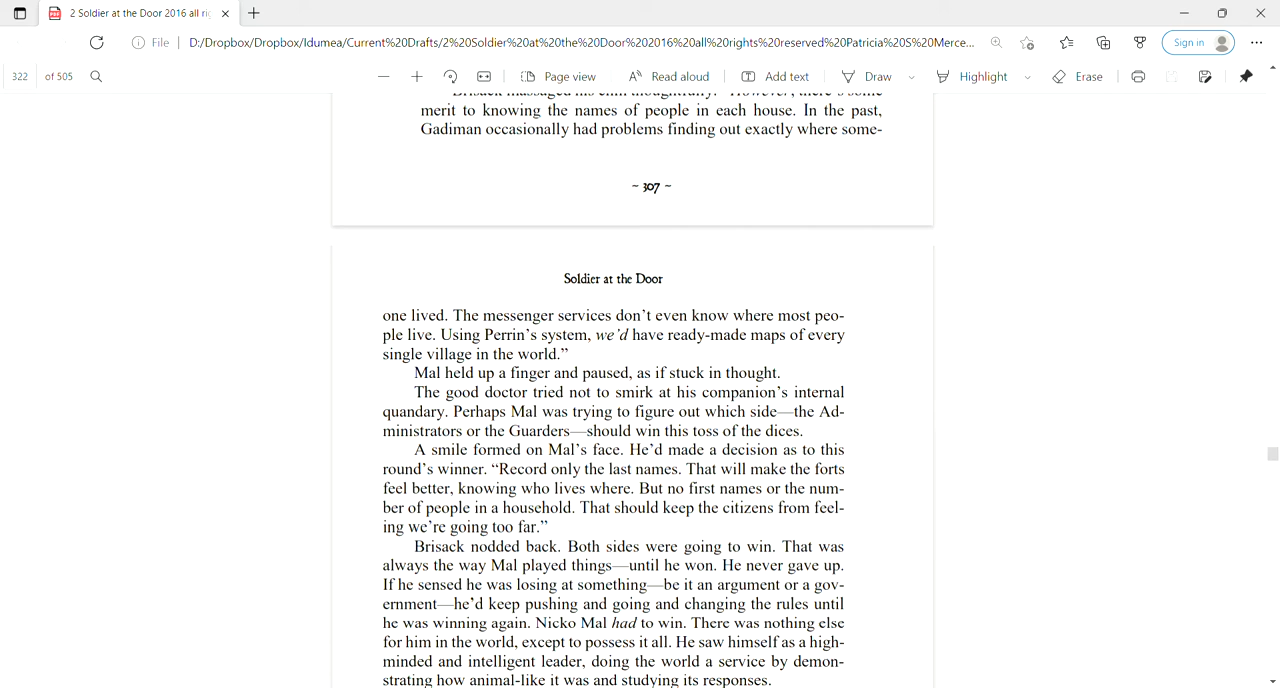 2 Soldier at the Door 2016 all ri
File
D:/Dropbox/Dropbox/Idumea/Current%20Drafts/2%20Soldier%20at%20the%20Door%202016%20all%20rights%20reserved%20Patricia%20S%20Merce...
Sign in
322 of 505
Page view
Read aloud
Add text
Draw
Highlight
Erase
Brisack massaged his chin thoughtfully. "However, there's some
merit to knowing the names of people in each house. In the past,
Gadiman occasionally had problems finding out exactly where some-
~ 307 ~
Soldier at the Door
one lived. The messenger services don't even know where most peo-
ple live. Using Perrin's system, we'd have ready-made maps of every
single village in the world."
Mal held up a finger and paused, as if stuck in thought.
The good doctor tried not to smirk at his companion's internal
quandary. Perhaps Mal was trying to figure out which side—the Ad-
ministrators or the Guarders—should win this toss of the dices.
A smile formed on Mal's face. He'd made a decision as to this
round's winner. "Record only the last names. That will make the forts
feel better, knowing who lives where. But no first names or the num-
ber of people in a household. That should keep the citizens from feel-
ing we're going too far."
Brisack nodded back. Both sides were going to win. That was
always the way Mal played things—until he won. He never gave up.
If he sensed he was losing at something—be it an argument or a gov-
ernment—he'd keep pushing and going and changing the rules until
he was winning again. Nicko Mal had to win. There was nothing else
for him in the world, except to possess it all. He saw himself as a high-
minded and intelligent leader, doing the world a service by demon-
strating how animal-like it was and studying its responses.